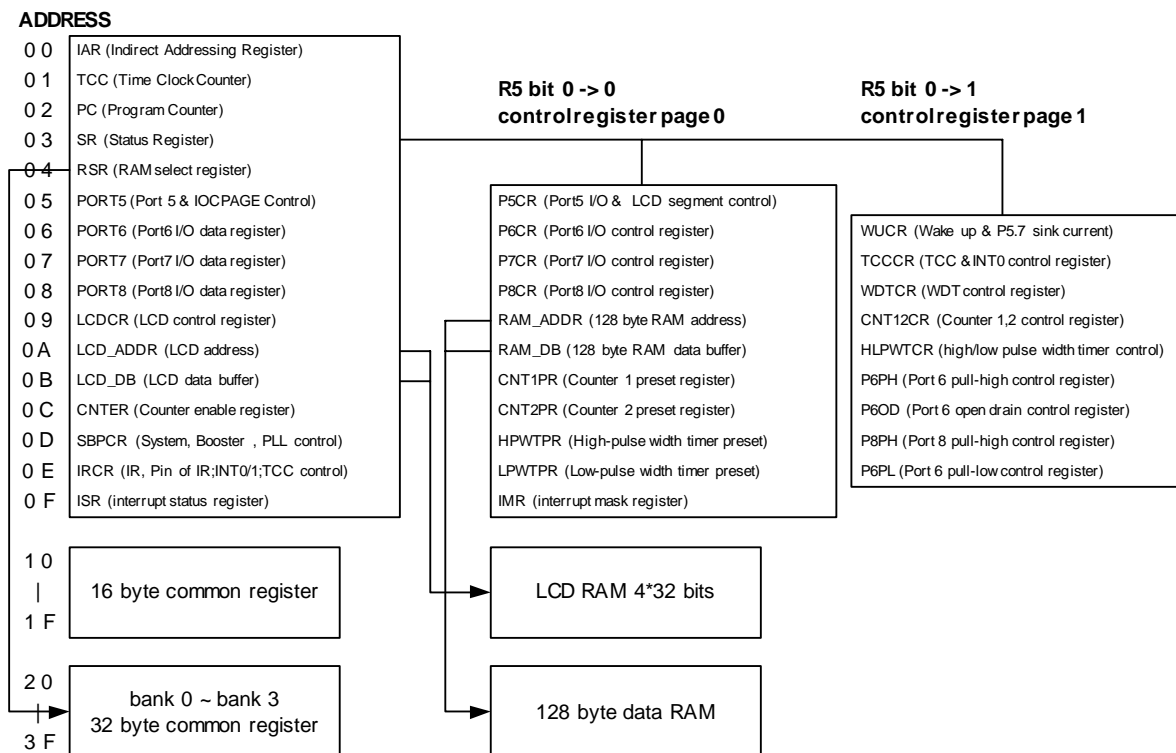 ADDRESS
0 0 IAR (Indirect Addressing Register)
0 1 TCC (Time Clock Counter)
0 2 PC (Program Counter)
0 3 SR (Status Register)
0 4 RSR (RAM select register)
0 5 PORT5 (Port 5 & IOCPAGE Control)
0 6 PORT6 (Port6 I/O data register)
0 7 PORT7 (Port7 I/O data register)
0 8 PORT8 (Port8 I/O data register)
0 9 LCDCR (LCD control register)
0 A LCD_ADDR (LCD address)
0 B LCD_DB (LCD data buffer)
0 C CNTER (Counter enable register)
0 D SBPCR (System, Booster , PLL control)
0 E IRCR (IR, Pin of IR;INT0/1;TCC control)
0 F ISR (interrupt status register)
R5 bit 0 -> 0
control register page 0
P5CR (Port5 I/O & LCD segment control)
P6CR (Port6 I/O control register)
P7CR (Port7 I/O control register)
P8CR (Port8 I/O control register)
RAM_ADDR (128 byte RAM address)
RAM_DB (128 byte RAM data buffer)
CNT1PR (Counter 1 preset register)
CNT2PR (Counter 2 preset register)
HPWTPR (High-pulse width timer preset)
LPWTPR (Low-pulse width timer preset)
IMR (interrupt mask register)
R5 bit 0 -> 1
control register page 1
WUCR (Wake up & P5.7 sink current)
TCCCR (TCC & INT0 control register)
WDTCR (WDT control register)
CNT12CR (Counter 1,2 control register)
HLPWTCR (high/low pulse width timer control)
P6PH (Port 6 pull-high control register)
P6OD (Port 6 open drain control register)
P8PH (Port 8 pull-high control register)
P6PL (Port 6 pull-low control register)
1 0
|
1 F
16 byte common register
LCD RAM 4*32 bits
2 0
|
3 F
bank 0 ~ bank 3
32 byte common register
128 byte data RAM